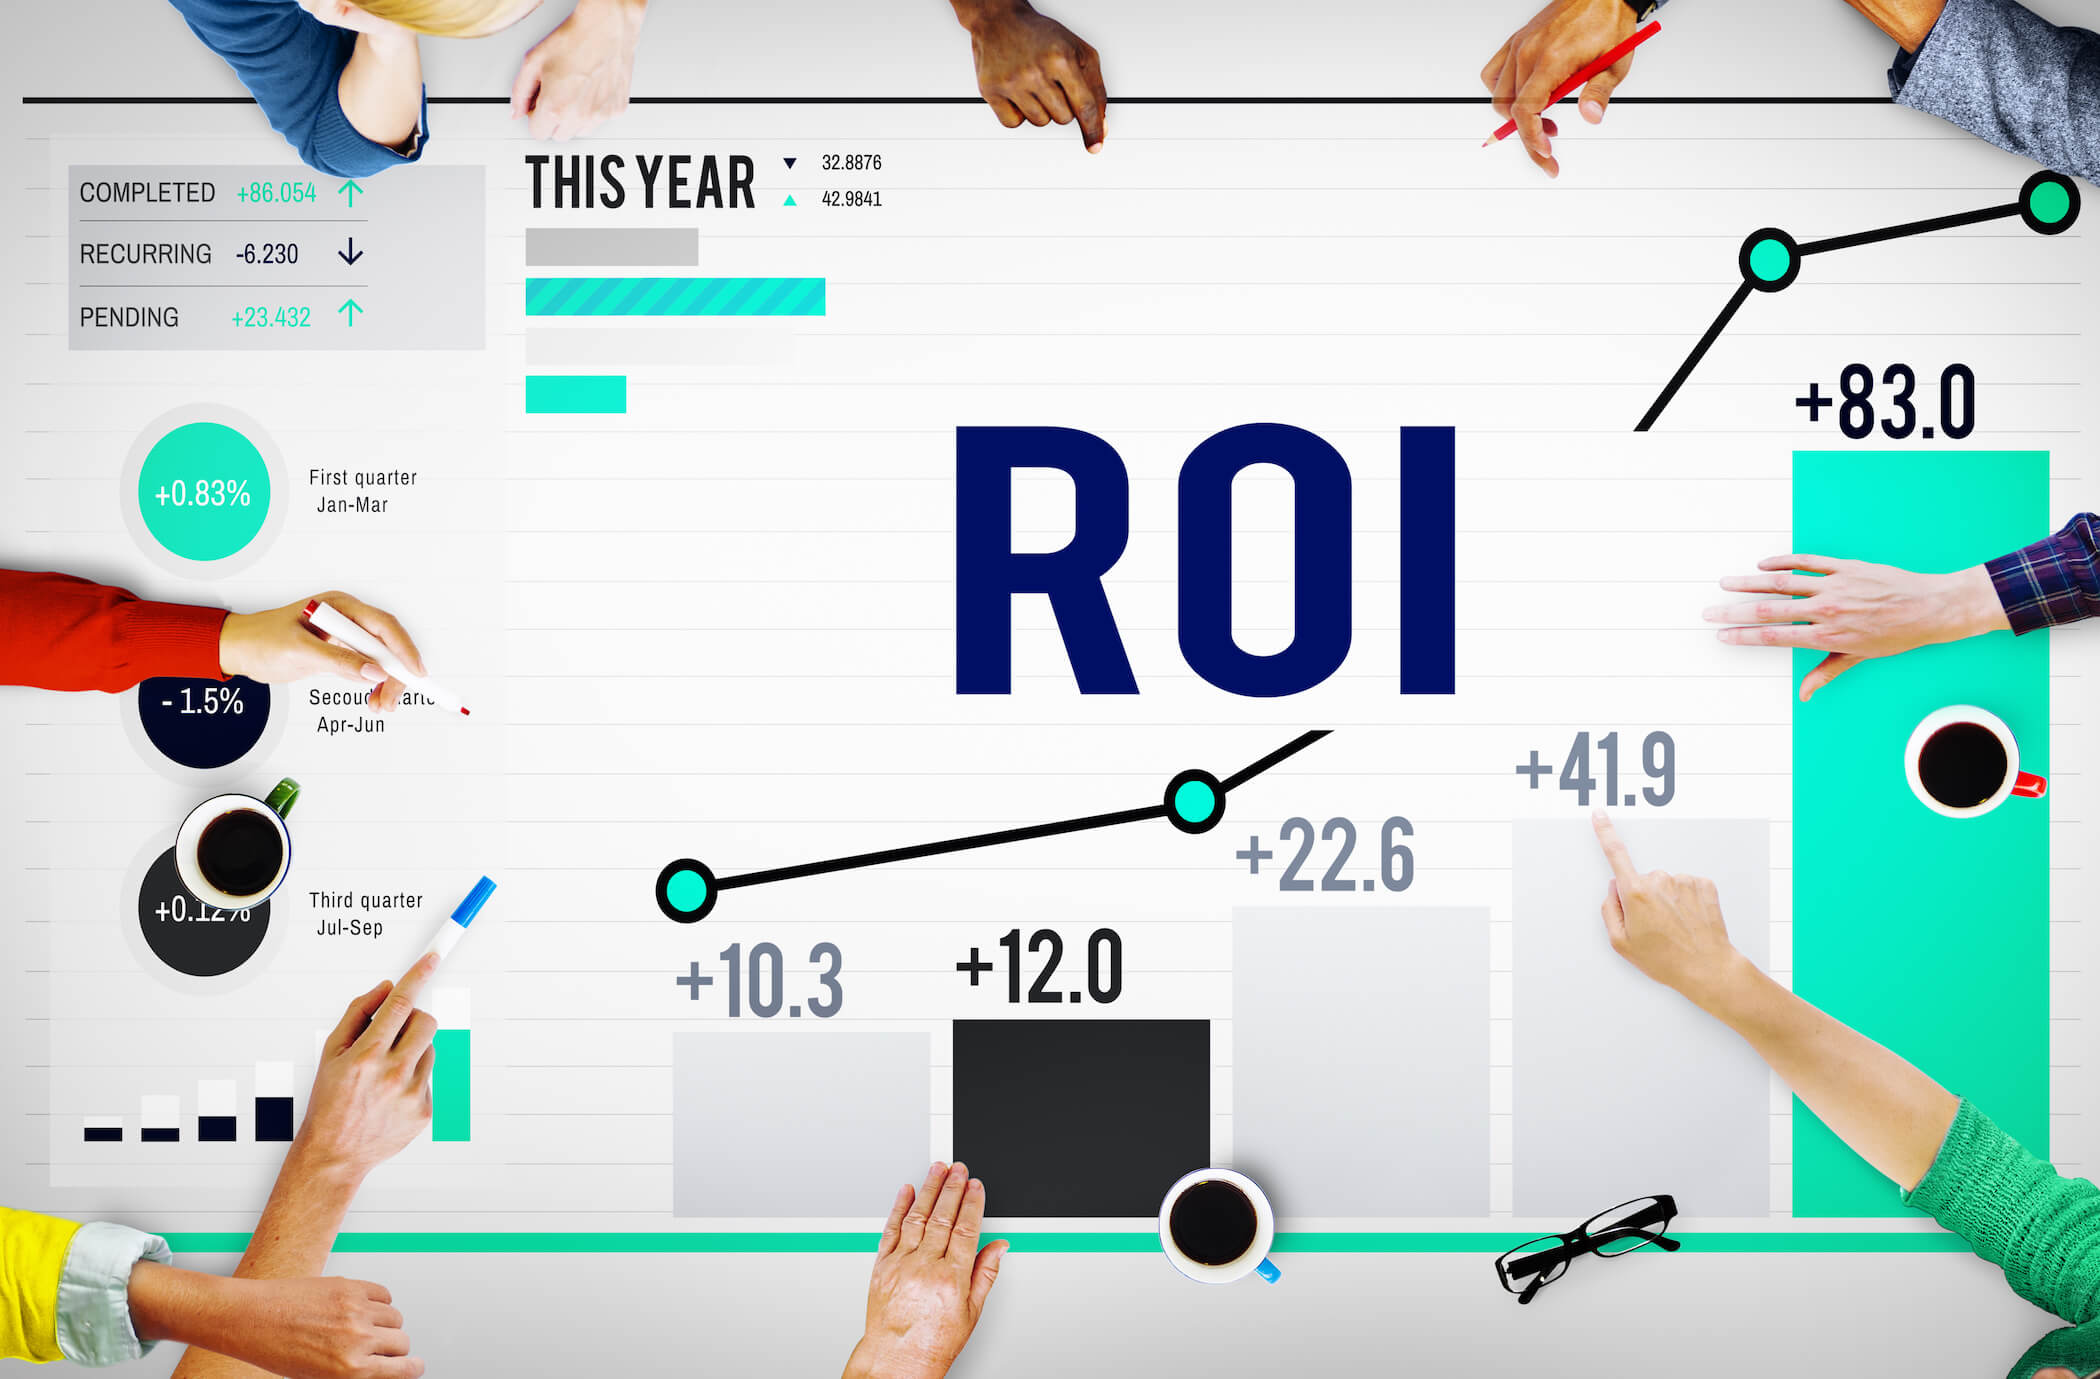 COMPLETED +86.054
RECURRING -6.230
PENDING +23.432
THIS YEAR
32.8876
42.9841
+0.83%
First quarter
Jan-Mar
- 1.5%
Apr-Jun
+0.12%
Third quarter
Jul-Sep
ROI
+10.3
+12.0
+22.6
+41.9
+83.0